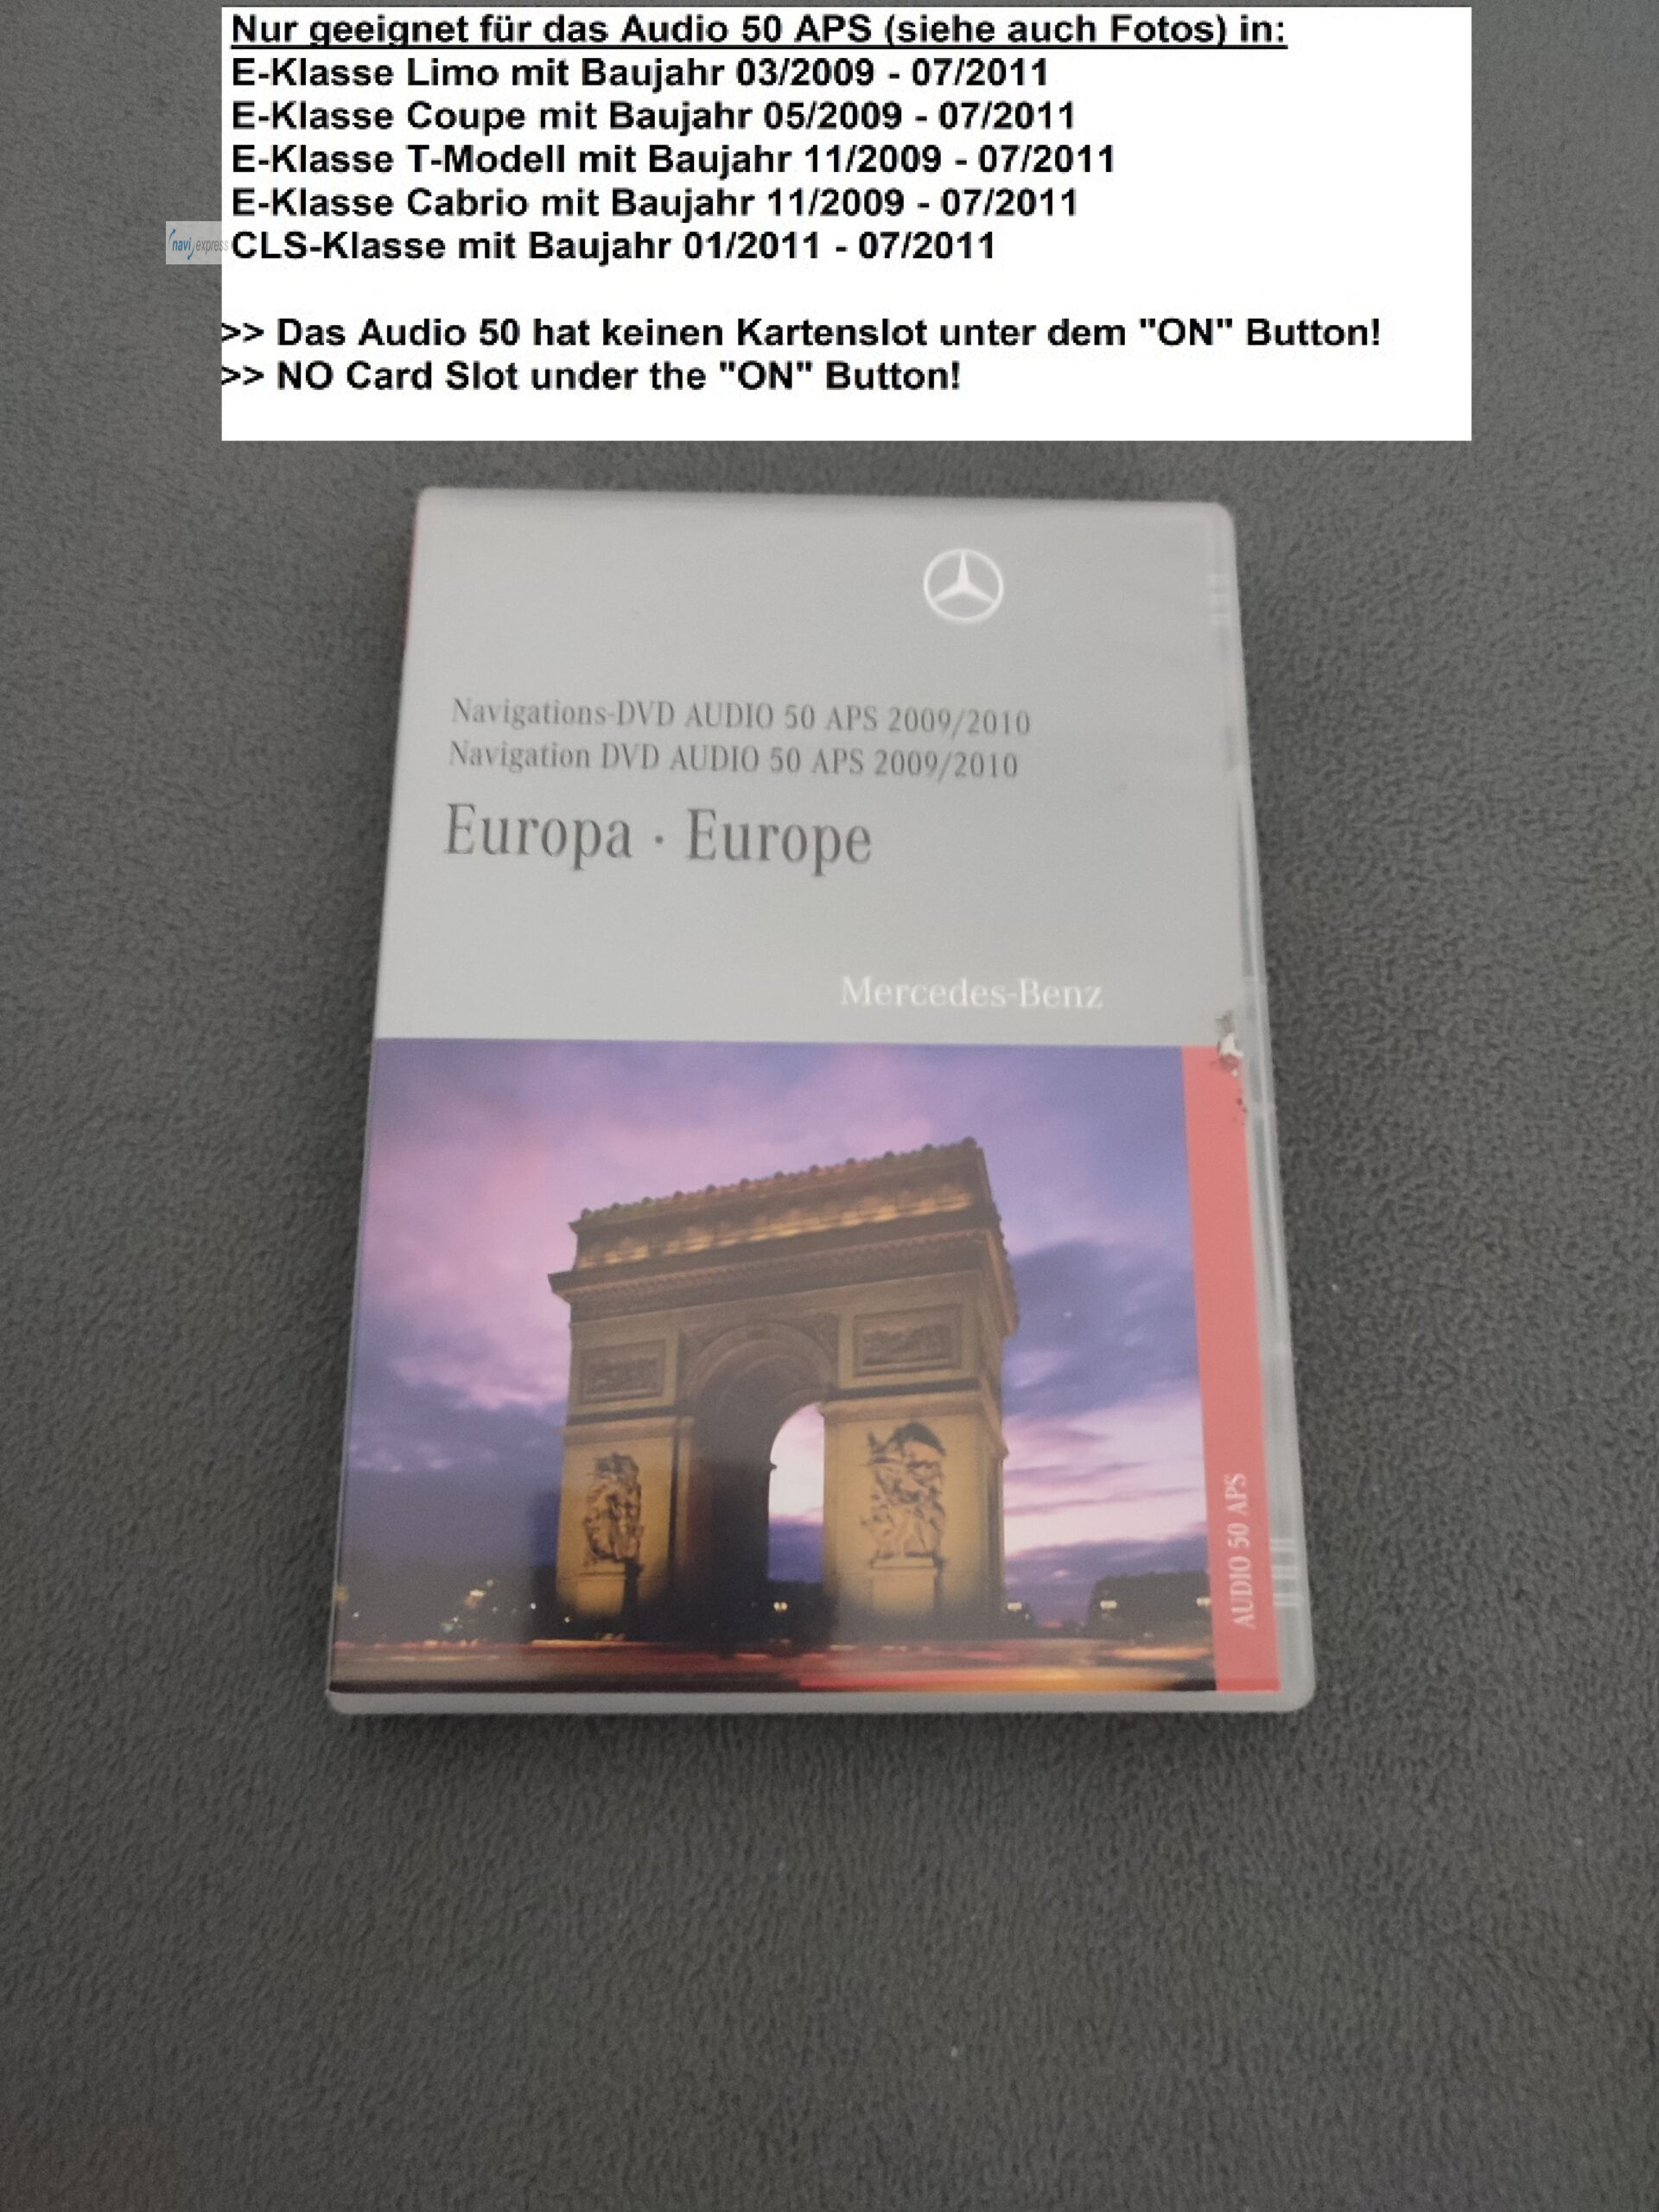 Nur geeignet für das Audio 50 APS (siehe auch Fotos) in:
E-Klasse Limo mit Baujahr 03/2009 - 07/2011
E-Klasse Coupe mit Baujahr 05/2009 - 07/2011
E-Klasse T-Modell mit Baujahr 11/2009 - 07/2011
E-Klasse Cabrio mit Baujahr 11/2009 - 07/2011
navi express
CLS-Klasse mit Baujahr 01/2011 - 07/2011
>> Das Audio 50 hat keinen Kartenslot unter dem "ON" Button!
>> NO Card Slot under the "ON" Button!
Navigations-DVD AUDIO 50 APS 2009/2010
Navigation DVD AUDIO 50 APS 2009/2010
Europa · Europe
Mercedes-Benz
AUDIO 50 APS